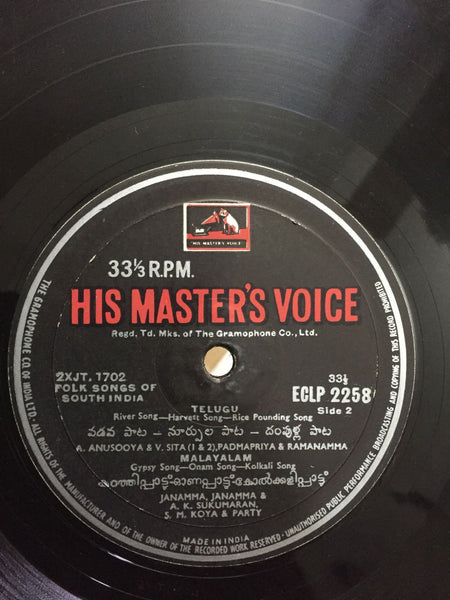 "HIS MASTER'S VOICE"
33⅓ R.P.M.
HIS MASTER'S VOICE
Regd. Td. Mks. of The Gramophone Co., Ltd.
2XJT. 1702
FOLK SONGS OF
SOUTH INDIA
33⅓
ECLP 2258
Side 2
TELUGU
River Song—Harvest Song—Rice Pounding Song
పడవ పాట - నూర్పుల పాట - దంపుళ్ల పాట
A. ANUSOOYA & V. SITA (1 & 2), PADMAPRIYA & RAMANAMMA
MALAYALAM
Gypsy Song—Onam Song—Kolkali Song
ഓണപ്പാട്ട് കോൽക്കളിപ്പാട്ട്
JANAMMA, JANAMMA &
A. K. SUKUMARAN,
S. M. KOYA & PARTY
MADE IN INDIA
THE GRAMOPHONE CO. OF INDIA LTD. ALL RIGHTS OF THE MANUFACTURER AND OF THE OWNER OF THE RECORDED WORK RESERVED—UNAUTHORISED PUBLIC PERFORMANCE BROADCASTING AND COPYING OF THIS RECORD PROHIBITED